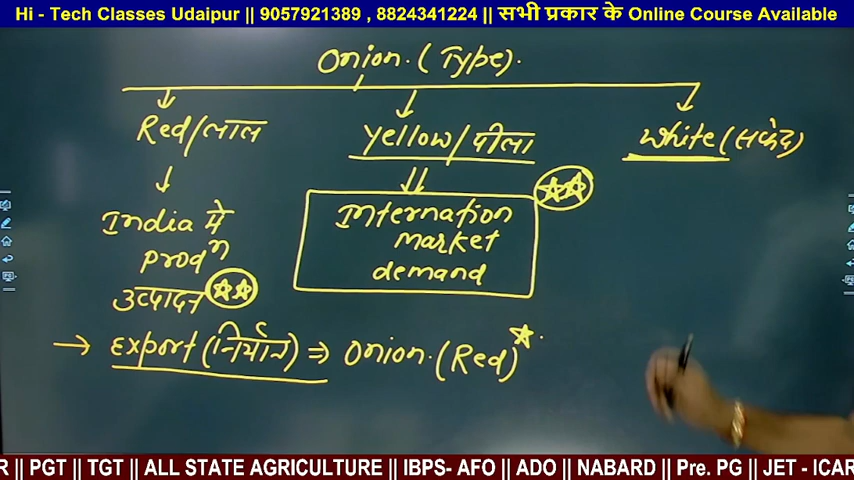 Hi - Tech Classes Udaipur || 9057921389 , 8824341224 || सभी प्रकार के Online Course Available
Onion. (Type).
Red/लाल
Yellow/पीला
White (सफेद)
India में
prodⁿ
उत्पादन
Internation
market
demand
→ Export (निर्यात) ⇒ Onion. (Red)
R || PGT || TGT || ALL STATE AGRICULTURE || IBPS- AFO || ADO || NABARD || Pre. PG || JET - ICAR